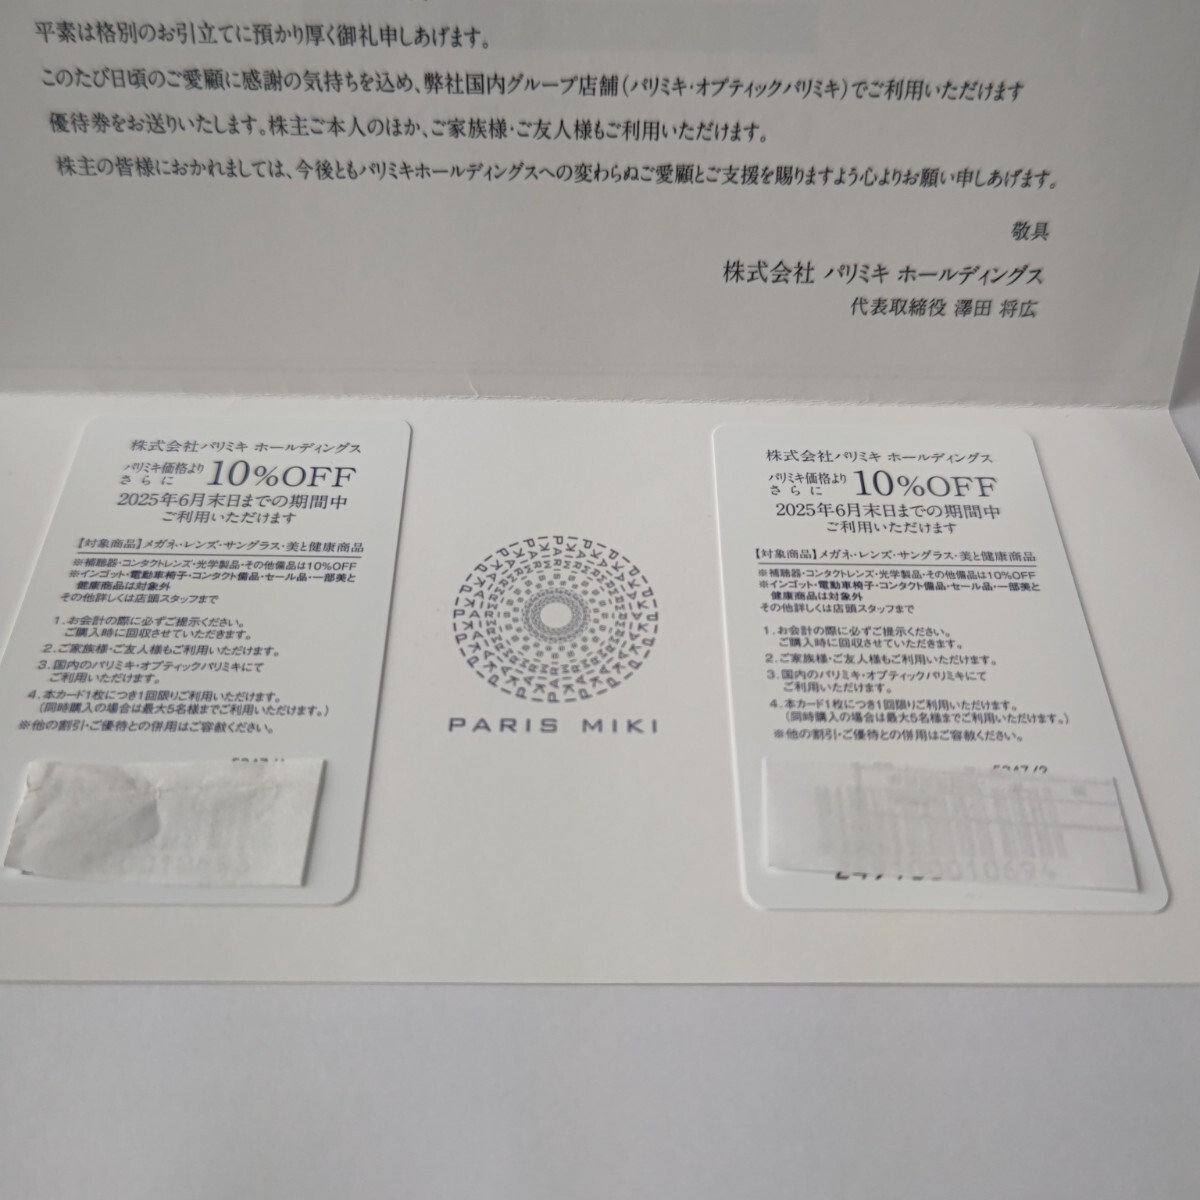 平素は格別のお引立てに預かり厚く御礼申しあげます。
このたび日頃のご愛顧に感謝の気持ちを込め、弊社国内グループ店舗(パリミキ・オプティックパリミキ)でご利用いただけます
優待券をお送りいたします。株主ご本人のほか、ご家族様・ご友人様もご利用いただけます。
株主の皆様におかれましては、今後ともパリミキホールディングスへの変わらぬご愛顧とご支援を賜りますよう心よりお願い申しあげます。
敬具
株式会社 パリミキ ホールディングス
代表取締役 澤田 将広
株式会社パリミキ ホールディングス
パリミキ価格より
さらに 10%OFF
2025年6月末日までの期間中
ご利用いただけます
【対象商品】メガネ・レンズ・サングラス・美と健康商品
※補聴器・コンタクトレンズ・光学製品・その他備品は10%OFF
※インゴット・電動車椅子・コンタクト備品・セール品・一部美と
健康商品は対象外
その他詳しくは店頭スタッフまで
1.お会計の際に必ずご提示ください。
ご購入時に回収させていただきます。
2.ご家族様・ご友人様もご利用いただけます。
3.国内のパリミキ・オプティックパリミキにて
ご利用いただけます。
4.本カード1枚につき1回限りご利用いただけます。
(同時購入の場合は最大5名様までご利用いただけます。)
※他の割引・ご優待との併用はご容赦ください。
PARIS MIKI
株式会社パリミキ ホールディングス
パリミキ価格より
さらに 10%OFF
2025年6月末日までの期間中
ご利用いただけます
【対象商品】メガネ・レンズ・サングラス・美と健康商品
※補聴器・コンタクトレンズ・光学製品・その他備品は10%OFF
※インゴット・電動車椅子・コンタクト備品・セール品・一部美と
健康商品は対象外
その他詳しくは店頭スタッフまで
1.お会計の際に必ずご提示ください。
ご購入時に回収させていただきます。
2.ご家族様・ご友人様もご利用いただけます。
3.国内のパリミキ・オプティックパリミキにて
ご利用いただけます。
4.本カード1枚につき1回限りご利用いただけます。
(同時購入の場合は最大5名様までご利用いただけます。)
※他の割引・ご優待との併用はご容赦ください。